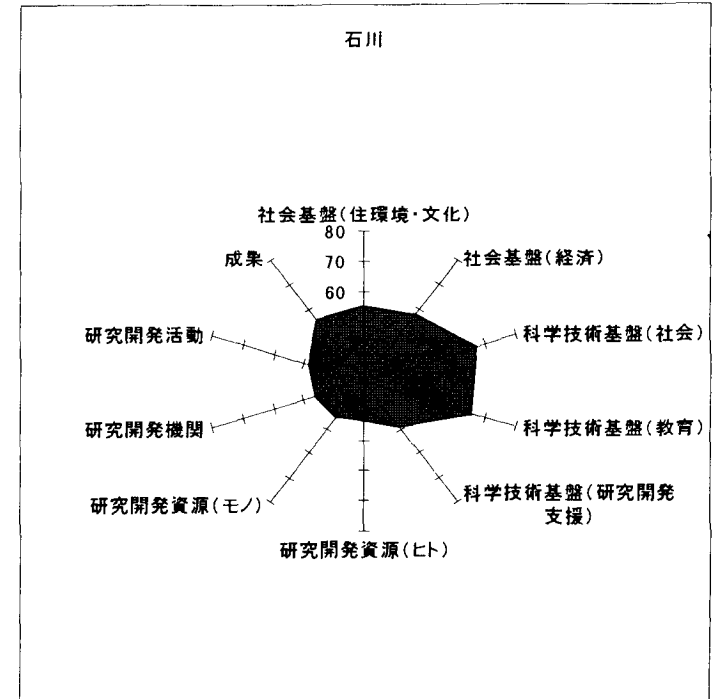 石川
社会基盤(住環境・文化)
80
70
60
成果
社会基盤(経済)
研究開発活動
科学技術基盤(社会)
研究開発機関
科学技術基盤(教育)
研究開発資源(モノ)
科学技術基盤(研究開発
支援)
研究開発資源(ヒト)